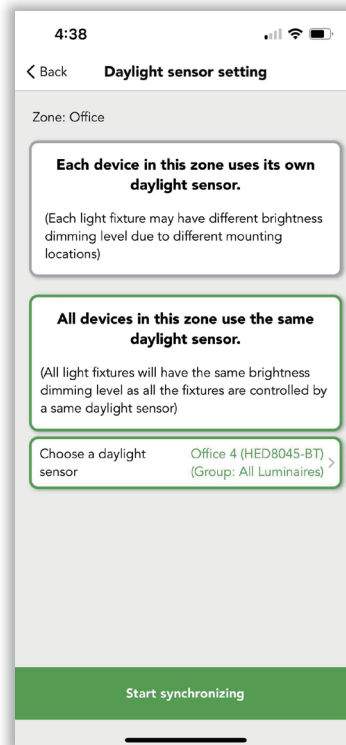 4:38
Back Daylight sensor setting
Zone: Office
Each device in this zone uses its own
daylight sensor.
(Each light fixture may have different brightness
dimming level due to different mounting
locations)
All devices in this zone use the same
daylight sensor.
(All light fixtures will have the same brightness
dimming level as all the fixtures are controlled by
a same daylight sensor)
Choose a daylight
sensor
Office 4 (HED8045-BT)
(Group: All Luminaires)
Start synchronizing